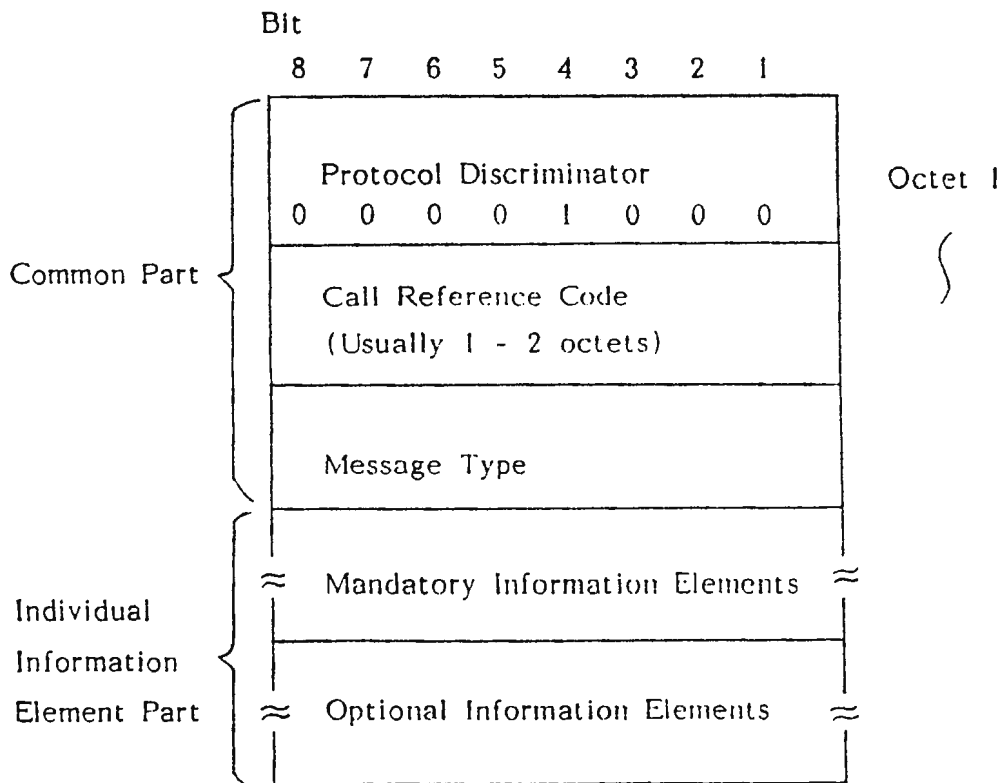 Bit
8 7 6 5 4 3 2 1
Protocol Discriminator
0 0 0 0 1 0 0 0
Octet 1
Common Part
Call Reference Code
(Usually 1 - 2 octets)
Message Type
Mandatory Information Elements
Individual
Information
Element Part
Optional Information Elements